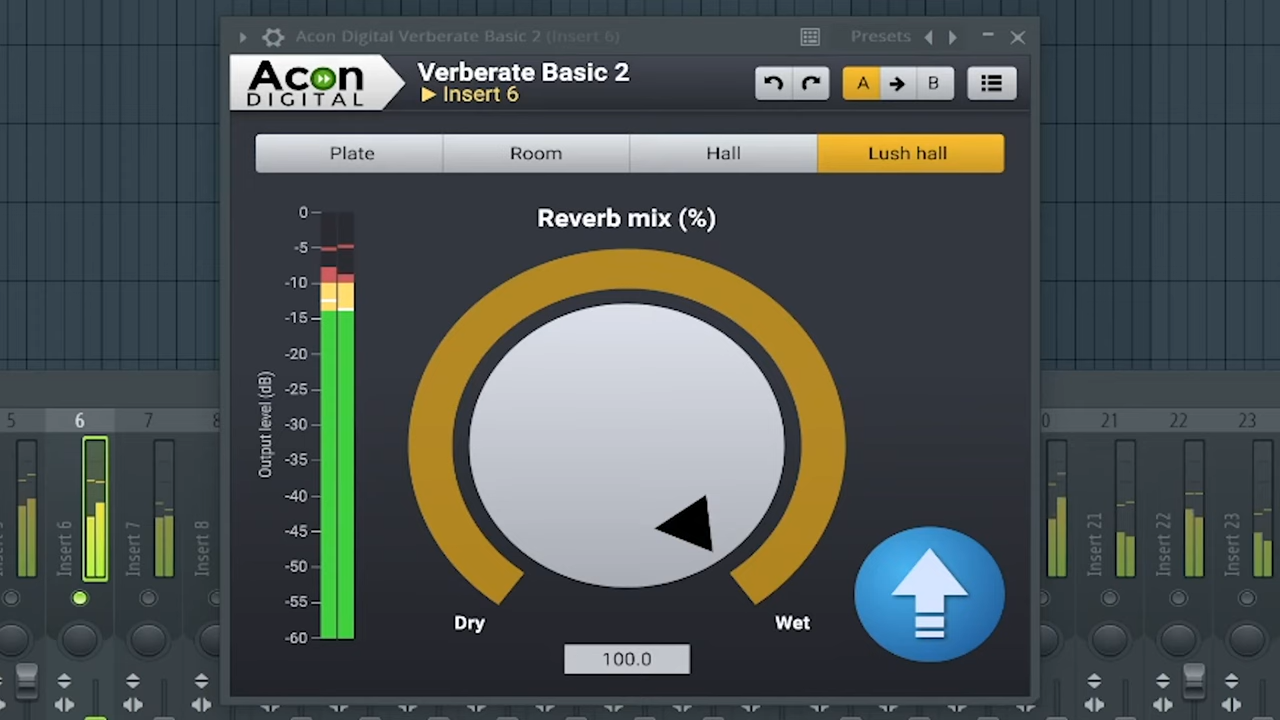 Acon Digital Verberate Basic 2 (Insert 6)
Presets
Acon
DIGITAL
Verberate Basic 2
Insert 6
A
B
Plate
Room
Hall
Lush hall
Reverb mix (%)
0
-5
-10
-15
-20
-25
-30
-35
-40
-45
-50
-55
-60
Output level (dB)
Dry
Wet
100.0
5
6
7
8
21
22
23
Insert 6
Insert 7
Insert 8
Insert 21
Insert 22
Insert 23